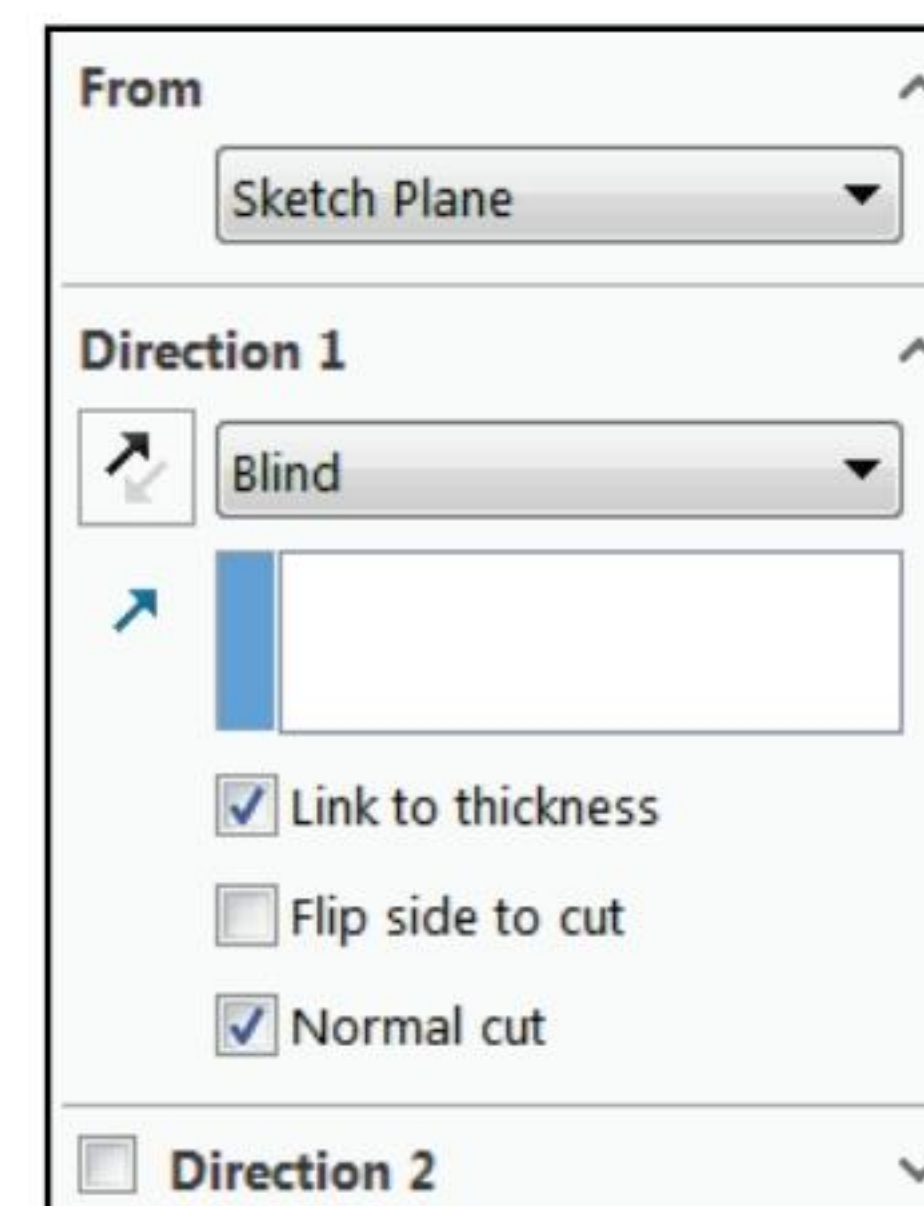 From
Sketch Plane
Direction 1
Blind
Link to thickness
Flip side to cut
Normal cut
Direction 2